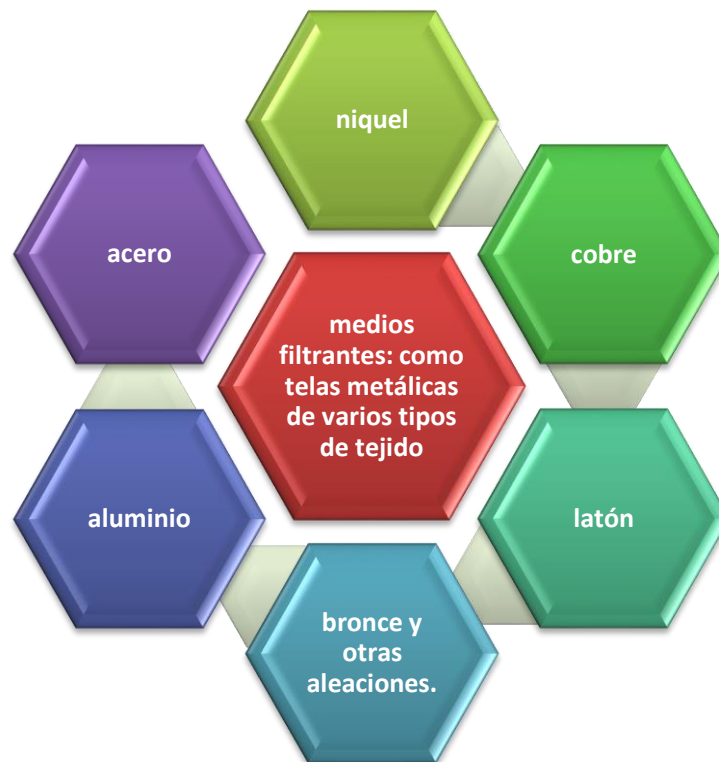 niquel
cobre
latón
bronce y
otras
aleaciones.
aluminio
acero
medios
filtrantes: como
telas metálicas
de varios tipos
de tejido